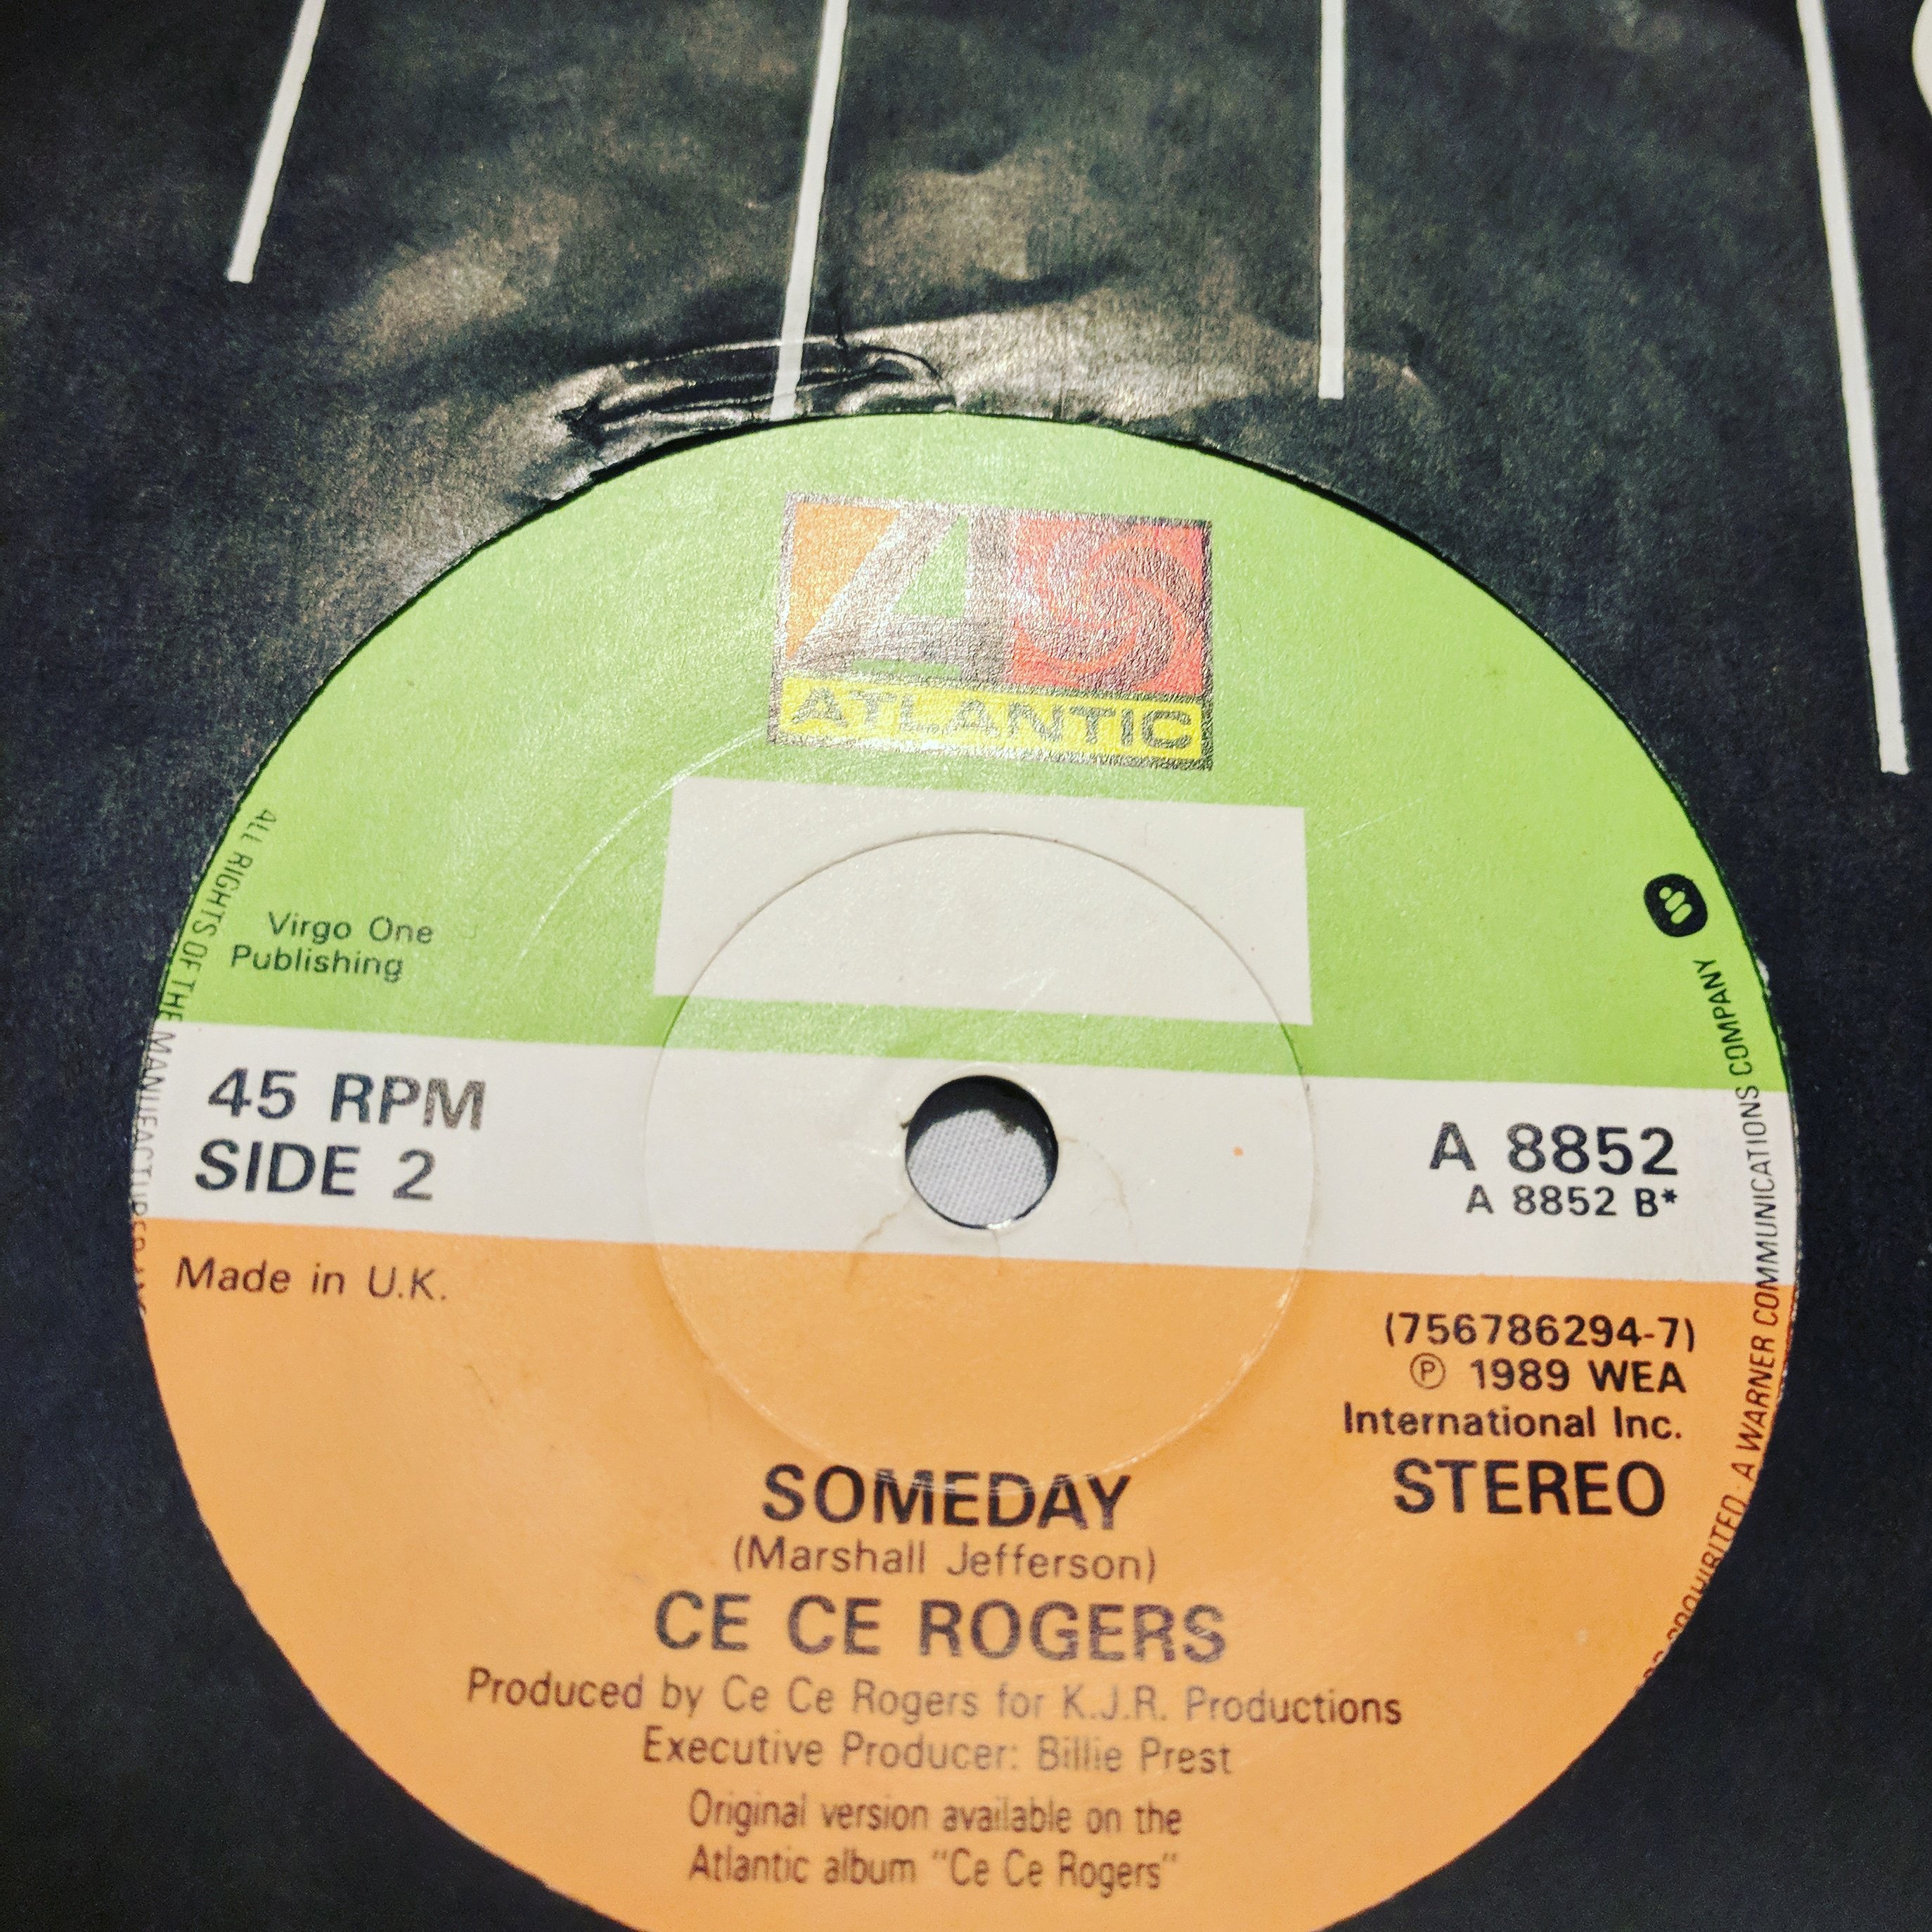 ATLANTIC
Virgo One
Publishing
45 RPM
SIDE 2
A 8852
A 8852 B*
Made in U.K.
(756786294-7)
Ⓟ 1989 WEA
International Inc.
STEREO
SOMEDAY
(Marshall Jefferson)
CE CE ROGERS
Produced by Ce Ce Rogers for K.J.R. Productions
Executive Producer: Billie Prest
Original version available on the
Atlantic album "Ce Ce Rogers"
ALL RIGHTS OF THE MANUFACTURER
PROHIBITED · A WARNER COMMUNICATIONS COMPANY